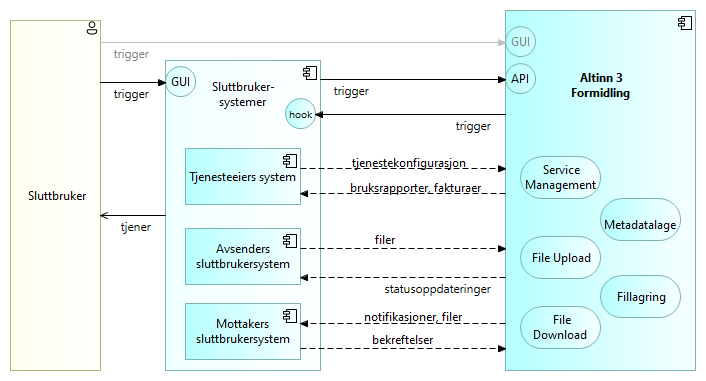 trigger
GUI
trigger
GUI
Sluttbruker-
systemer
trigger
API
Altinn 3
Formidling
hook
trigger
Tjenesteeiers system
tjenestekonfigurasjon
bruksrapporter, fakturaer
Service
Management
Sluttbruker
tjener
Metadatalage
Avsenders
sluttbrukersystem
filer
statusoppdateringer
File Upload
Fillagring
Mottakers
sluttbrukersystem
notifikasjoner, filer
bekreftelser
File
Download